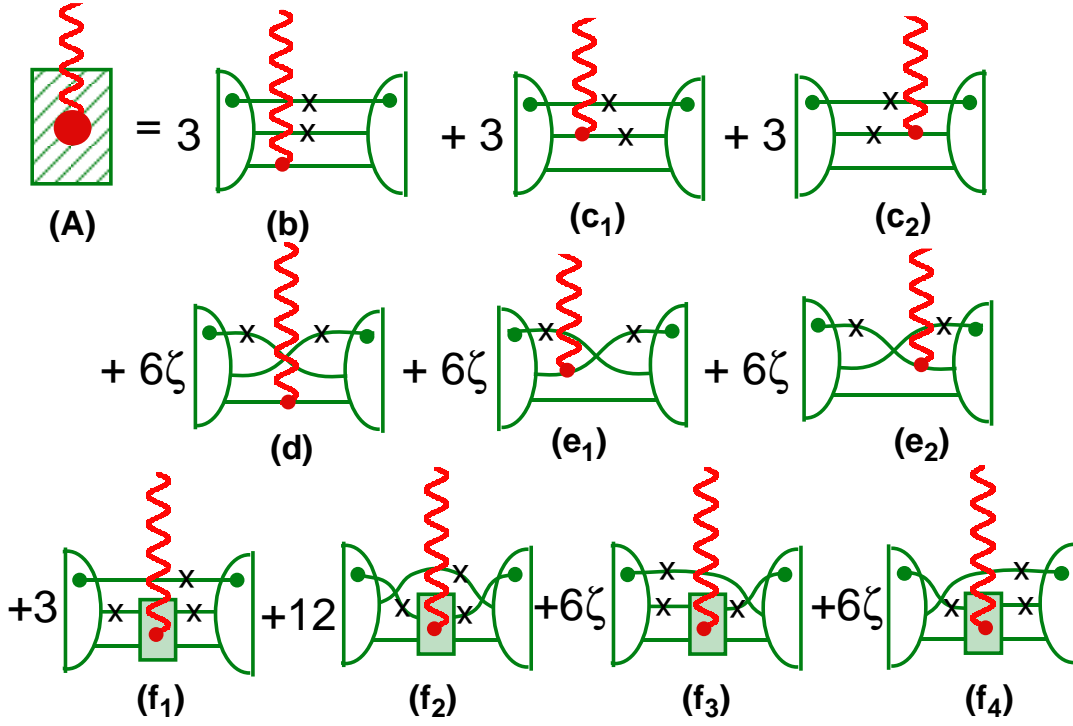 = 3 x x + 3 x x + 3 x x
(A) (b) (c1) (c2)
+ 6ζ x x + 6ζ x x + 6ζ x x
(d) (e1) (e2)
+3 x x x +12 x x x +6ζ x x x +6ζ x x x
(f1) (f2) (f3) (f4)